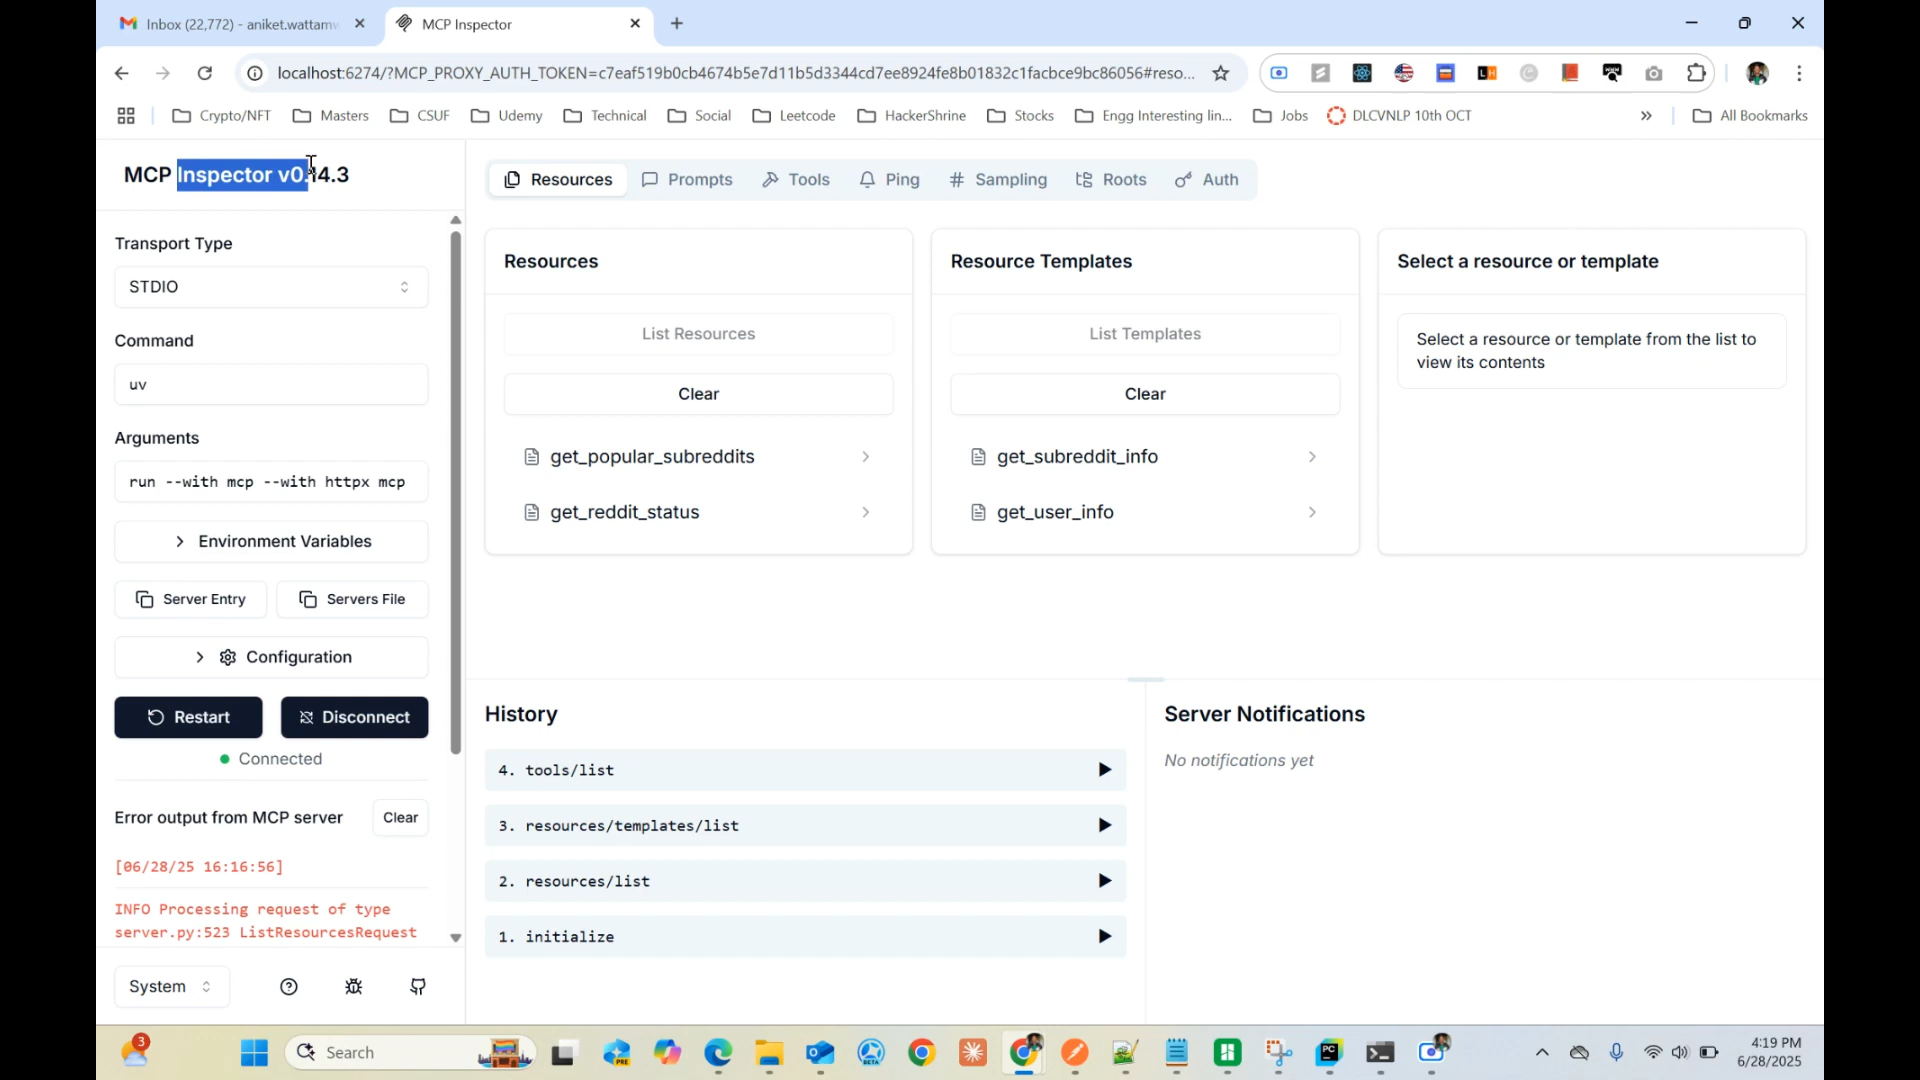 Inbox (22,772) - aniket.wattamw
MCP Inspector
localhost:6274/?MCP_PROXY_AUTH_TOKEN=c7eaf519b0cb4674b5e7d11b5d3344cd7ee8924fe8b01832c1facbce9bc86056#reso...
Crypto/NFT
Masters
CSUF
Udemy
Technical
Social
Leetcode
HackerShrine
Stocks
Engg Interesting lin...
Jobs
DLCVNLP 10th OCT
All Bookmarks
MCP Inspector v0.14.3
Transport Type
STDIO
Command
uv
Arguments
run --with mcp --with httpx mcp
Environment Variables
Server Entry
Servers File
Configuration
Restart
Disconnect
Connected
Error output from MCP server
Clear
[06/28/25 16:16:56]
INFO Processing request of type
server.py:523 ListResourcesRequest
System
Resources
Prompts
Tools
Ping
Sampling
Roots
Auth
Resources
List Resources
Clear
get_popular_subreddits
get_reddit_status
Resource Templates
List Templates
Clear
get_subreddit_info
get_user_info
Select a resource or template
Select a resource or template from the list to
view its contents
History
4. tools/list
3. resources/templates/list
2. resources/list
1. initialize
Server Notifications
No notifications yet
3
Search
PRE
BETA
PC
4:19 PM
6/28/2025